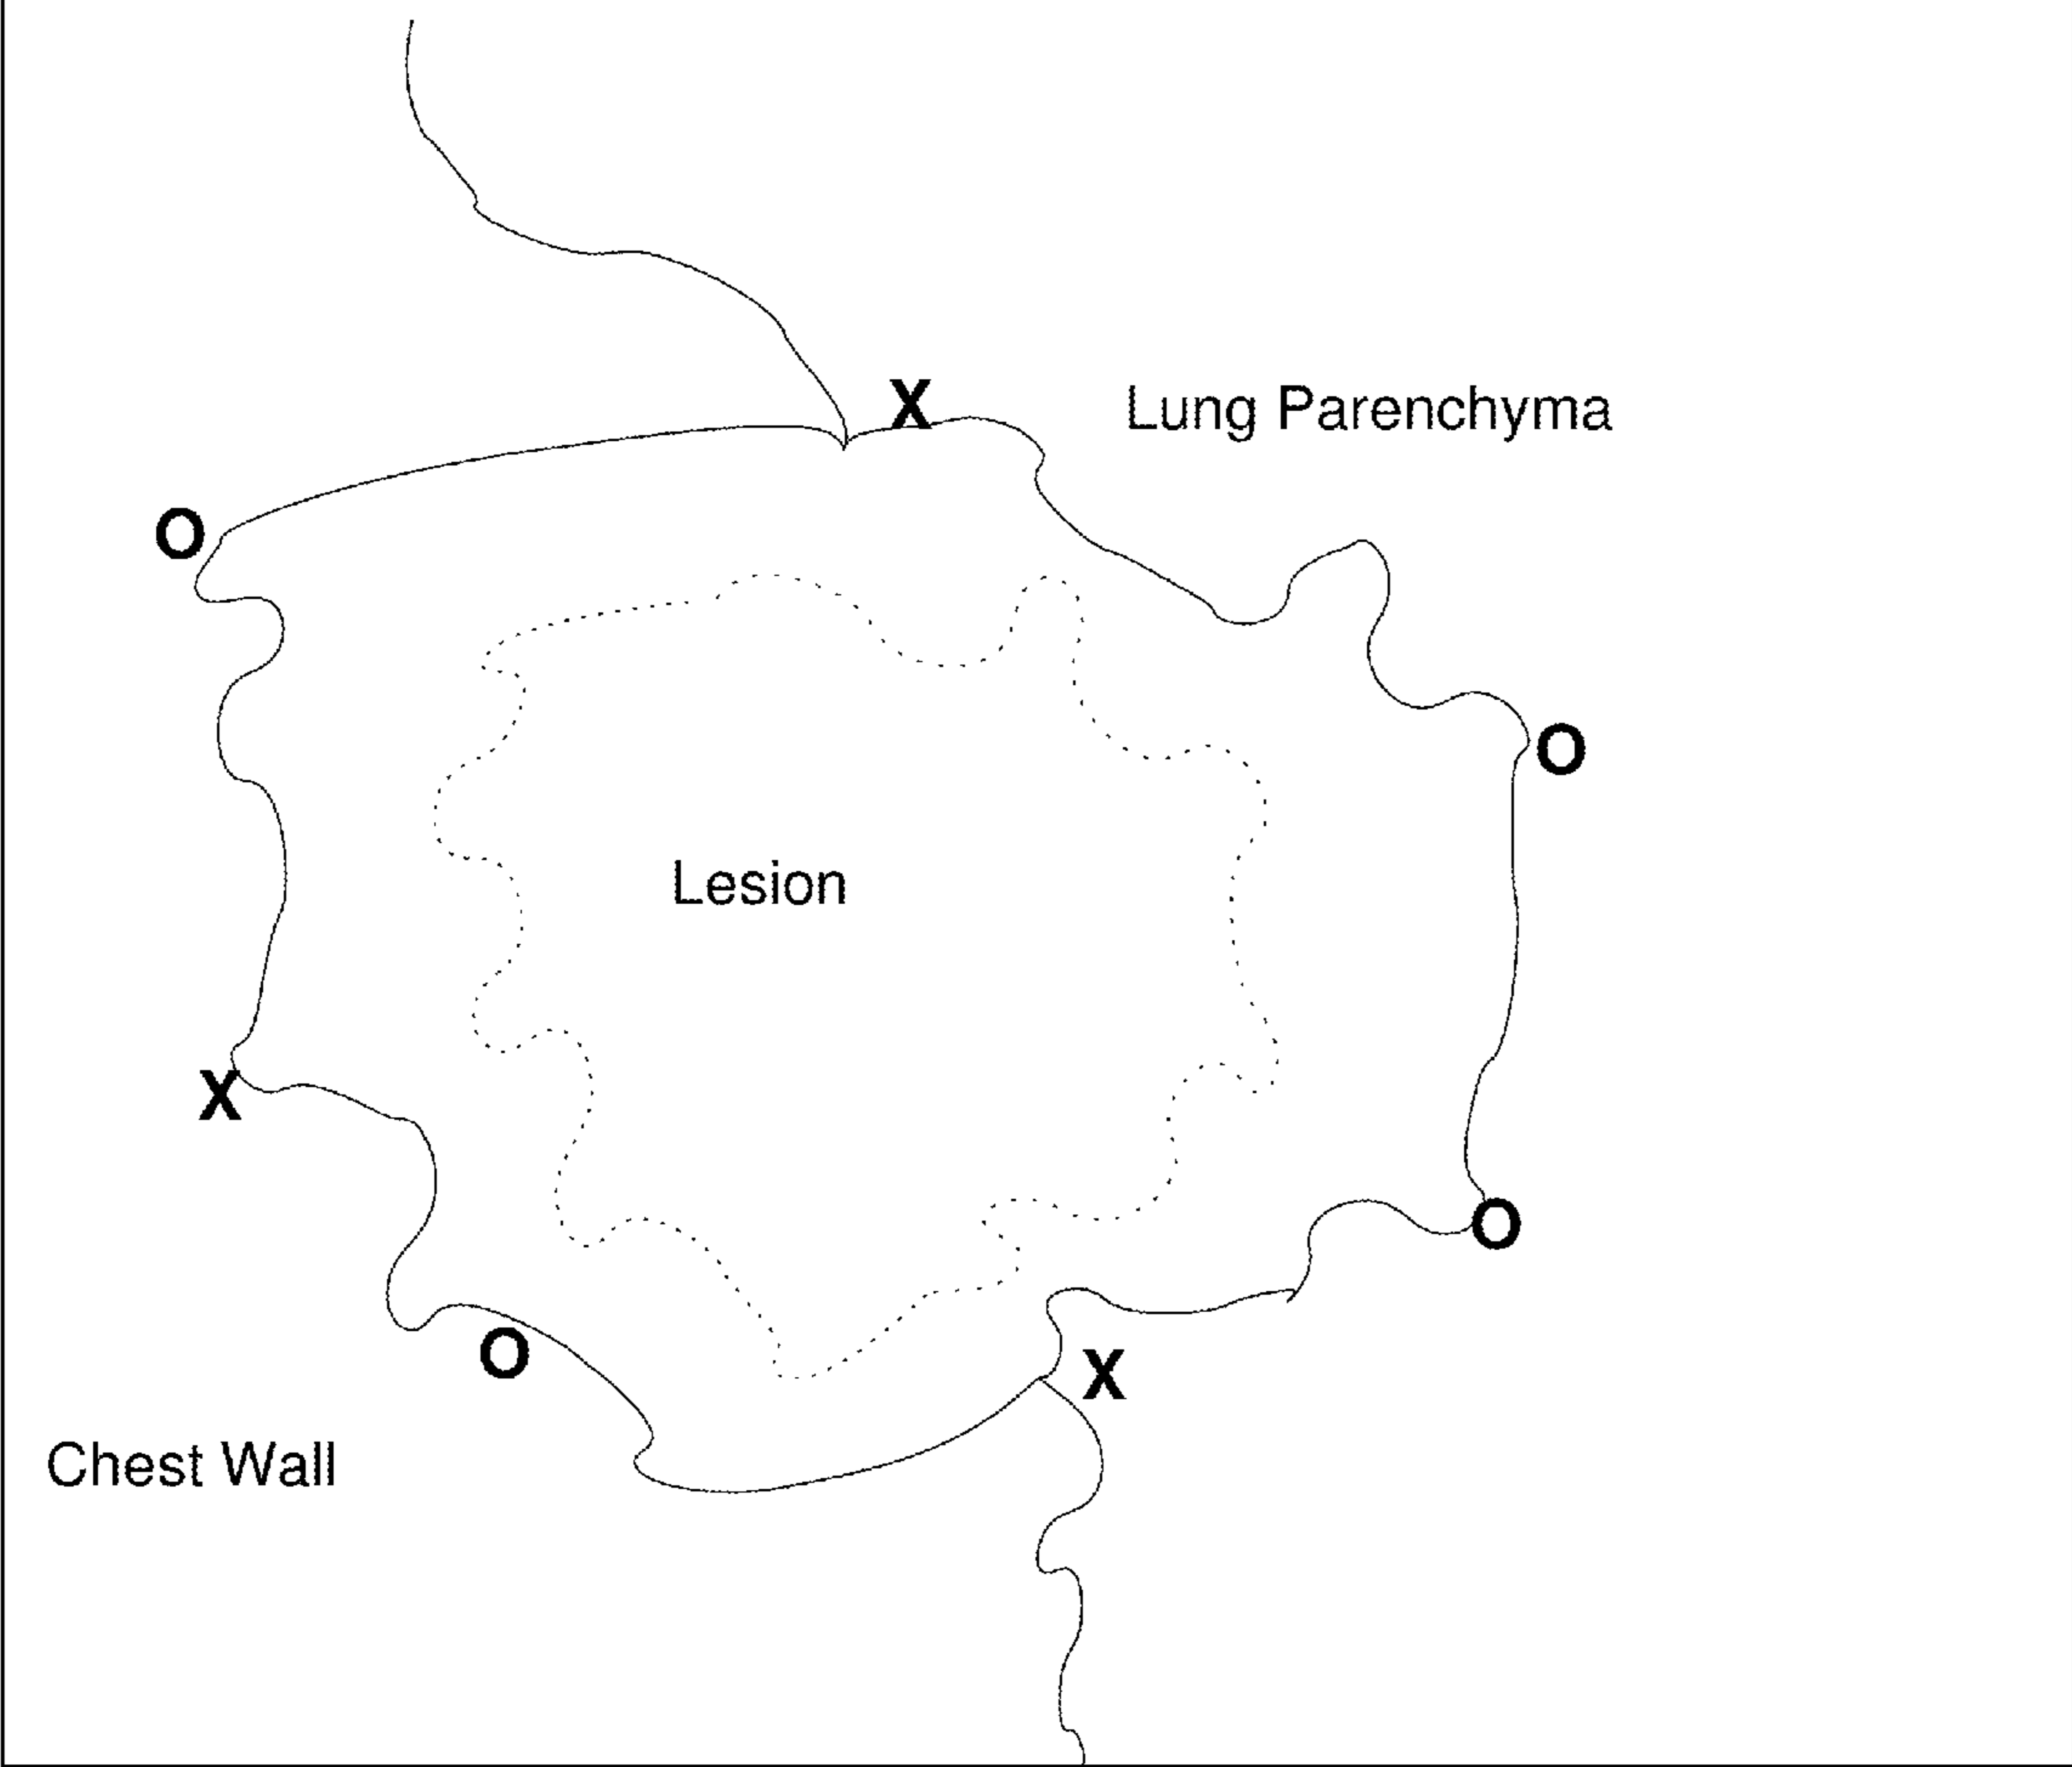 X
Lung Parenchyma
O
O
Lesion
X
O
O
X
Chest Wall